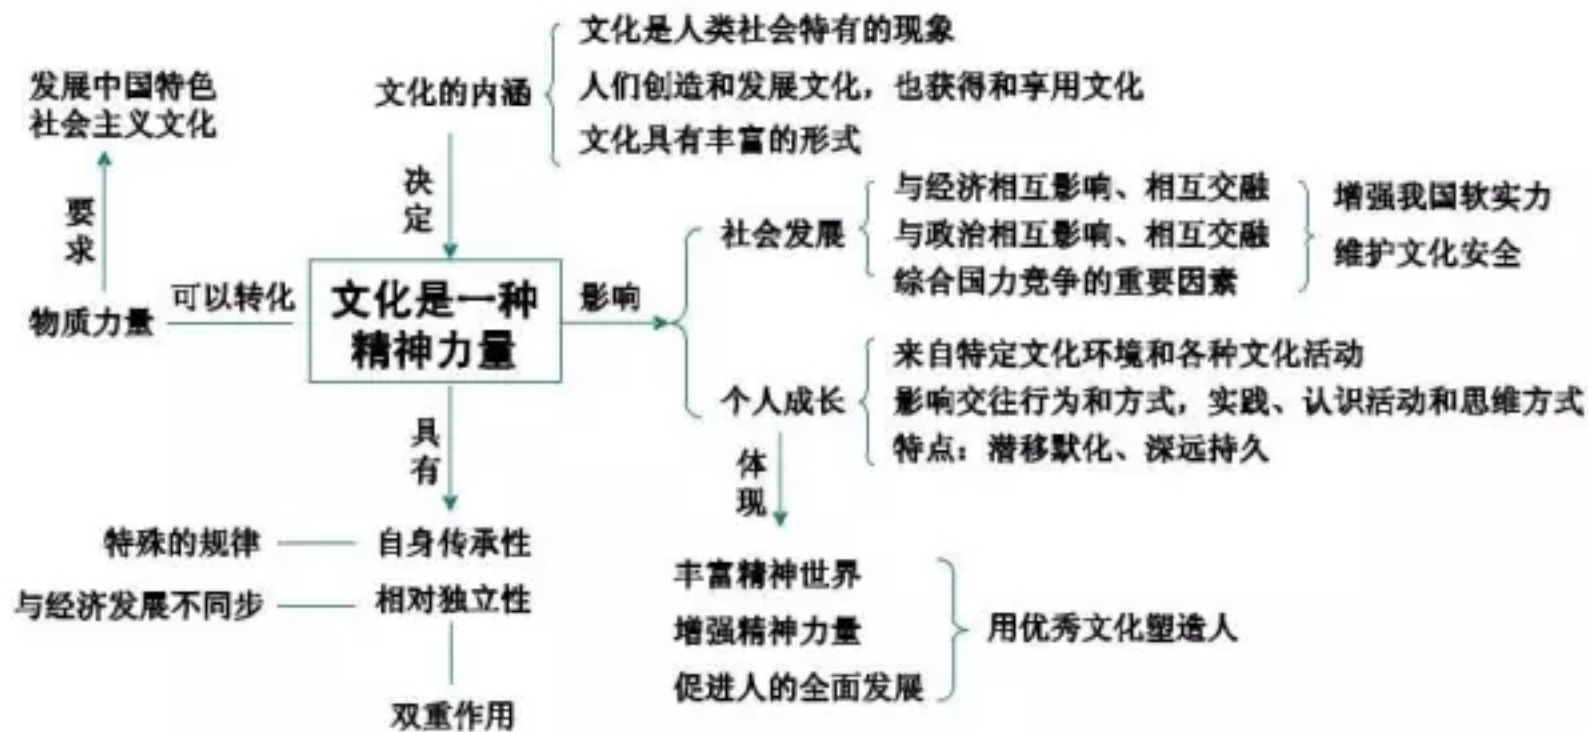 文化是人类社会特有的现象
人们创造和发展文化，也获得和享用文化
文化具有丰富的形式
文化的内涵
发展中国特色
社会主义文化
决定
要求
与经济相互影响、相互交融
与政治相互影响、相互交融
综合国力竞争的重要因素
社会发展
增强我国软实力
维护文化安全
物质力量
可以转化
文化是一种
精神力量
影响
来自特定文化环境和各种文化活动
影响交往行为和方式，实践、认识活动和思维方式
特点：潜移默化、深远持久
个人成长
具有
体现
特殊的规律
自身传承性
与经济发展不同步
相对独立性
双重作用
丰富精神世界
增强精神力量
促进人的全面发展
用优秀文化塑造人